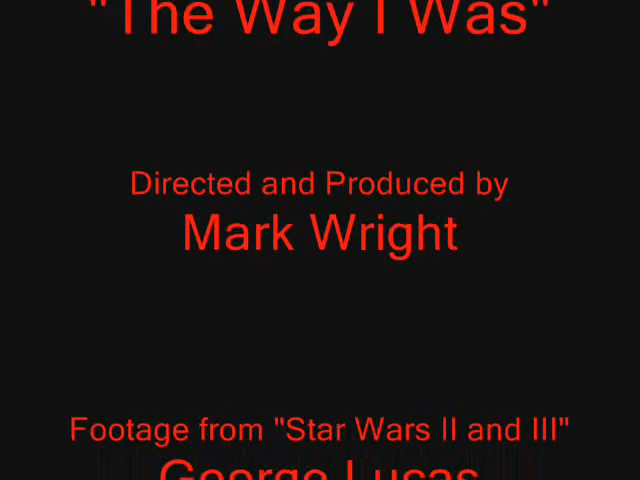 "The Way I Was"
Directed and Produced by
Mark Wright
Footage from "Star Wars II and III"
George Lucas